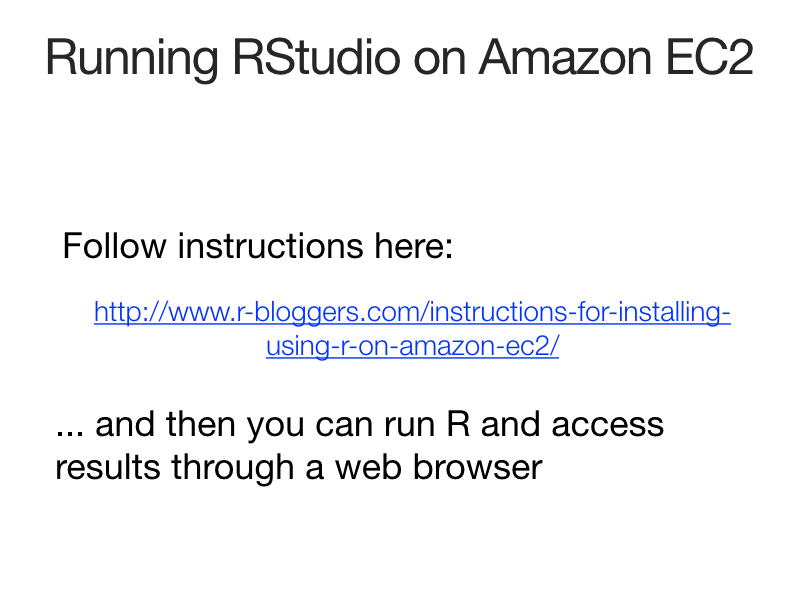 Running RStudio on Amazon EC2
Follow instructions here:
http://www.r-bloggers.com/instructions-for-installing-
using-r-on-amazon-ec2/
... and then you can run R and access
results through a web browser